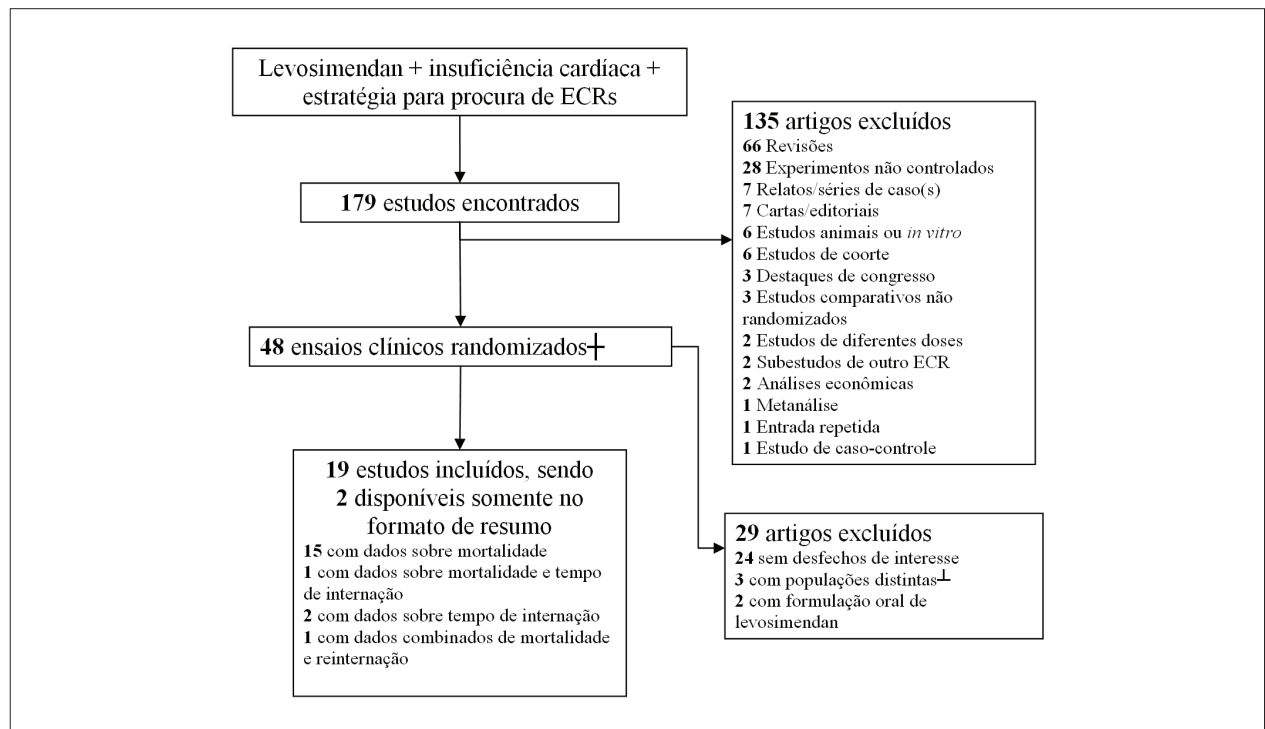 Levosimendan + insuficiência cardíaca +
estratégia para procura de ECRs
179 estudos encontrados
135 artigos excluídos
66 Revisões
28 Experimentos não controlados
7 Relatos/séries de caso(s)
7 Cartas/editoriais
6 Estudos animais ou in vitro
6 Estudos de coorte
3 Destaques de congresso
3 Estudos comparativos não
randomizados
2 Estudos de diferentes doses
2 Subestudos de outro ECR
2 Análises econômicas
1 Metanálise
1 Entrada repetida
1 Estudo de caso-controle
48 ensaios clínicos randomizados┼
19 estudos incluídos, sendo
2 disponíveis somente no
formato de resumo
15 com dados sobre mortalidade
1 com dados sobre mortalidade e tempo
de internação
2 com dados sobre tempo de internação
1 com dados combinados de mortalidade
e reinternação
29 artigos excluídos
24 sem desfechos de interesse
3 com populações distintas┴
2 com formulação oral de
levosimendan